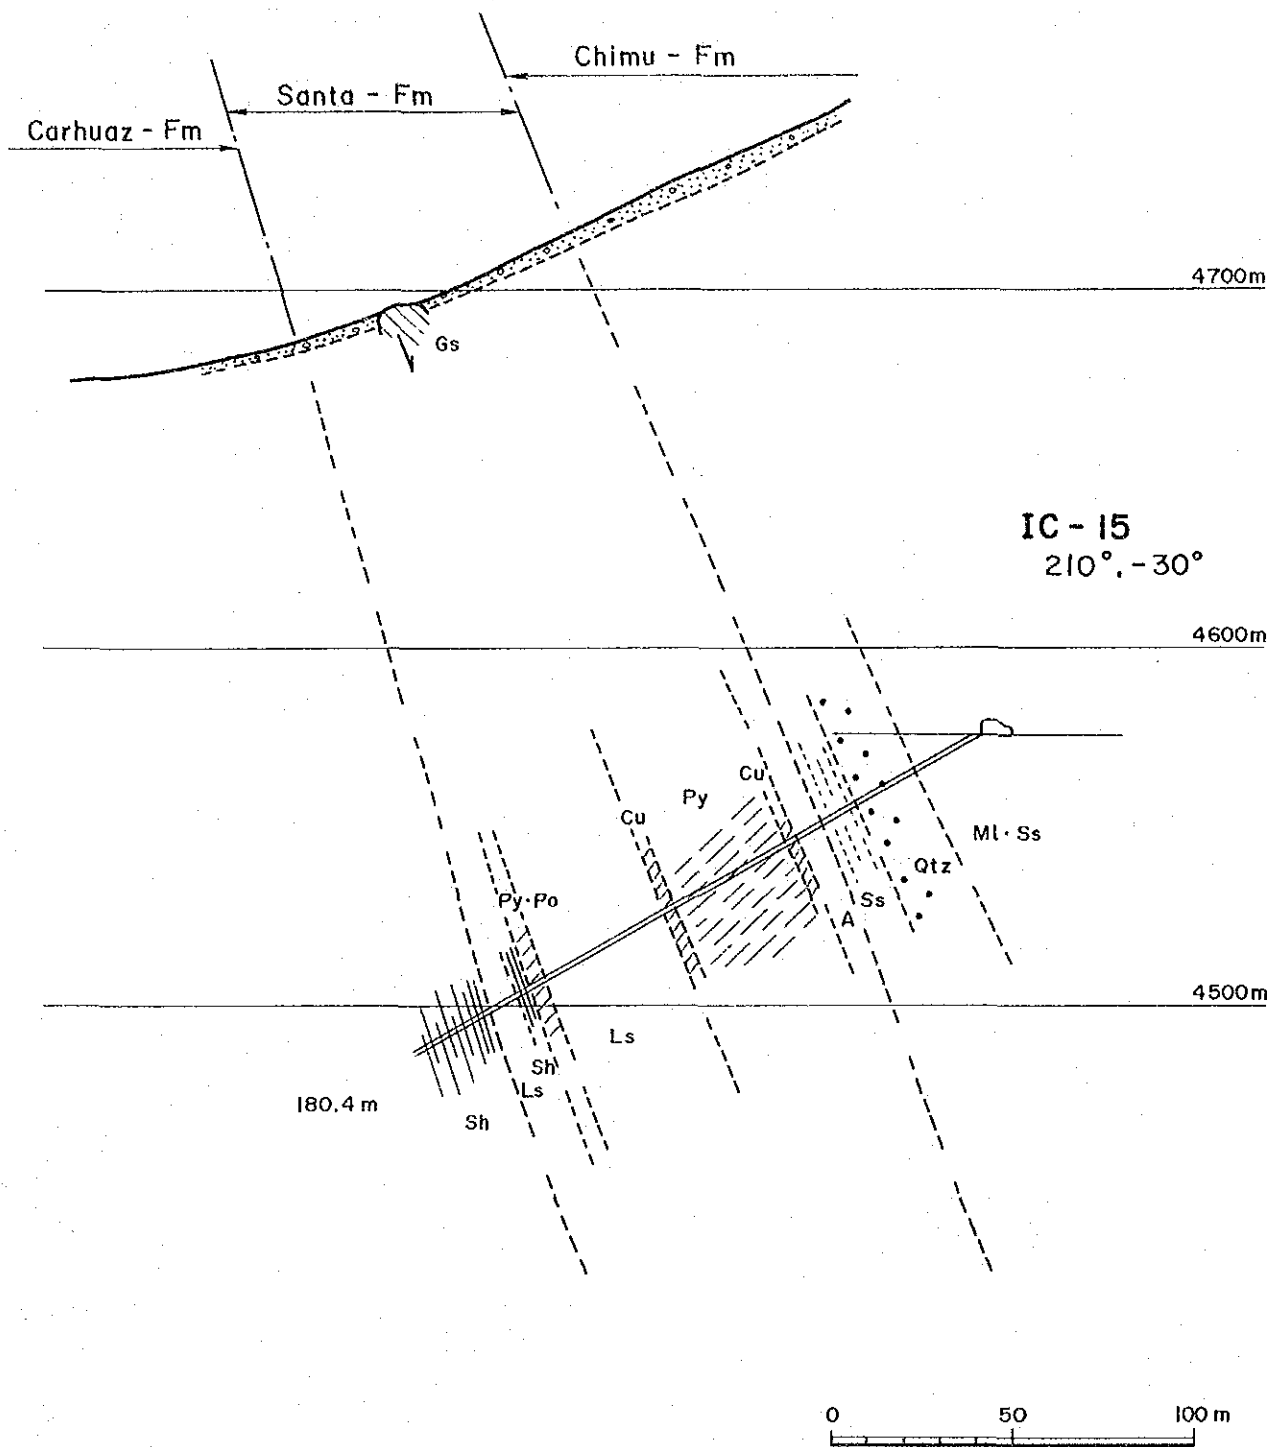 Chimu - Fm
Santa - Fm
Carhuaz - Fm
4700m
Gs
IC - 15
210°, -30°
4600m
Cu
Py
Cu
Ml · Ss
Qtz
Py · Po
Ss
A
4500m
Ls
Sh
Ls
180.4 m
Sh
0 50 100 m